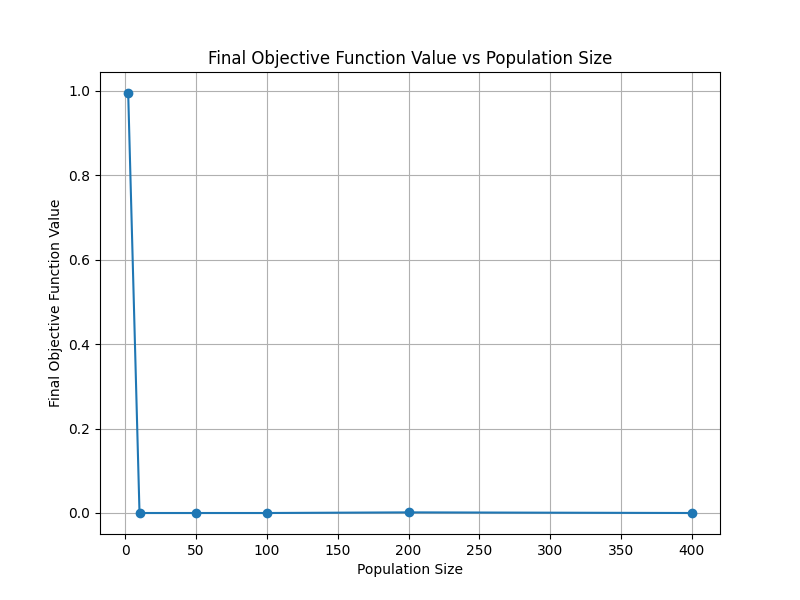 Final Objective Function Value vs Population Size
1.0
0.8
0.6
0.4
0.2
0.0
Final Objective Function Value
0 50 100 150 200 250 300 350 400
Population Size